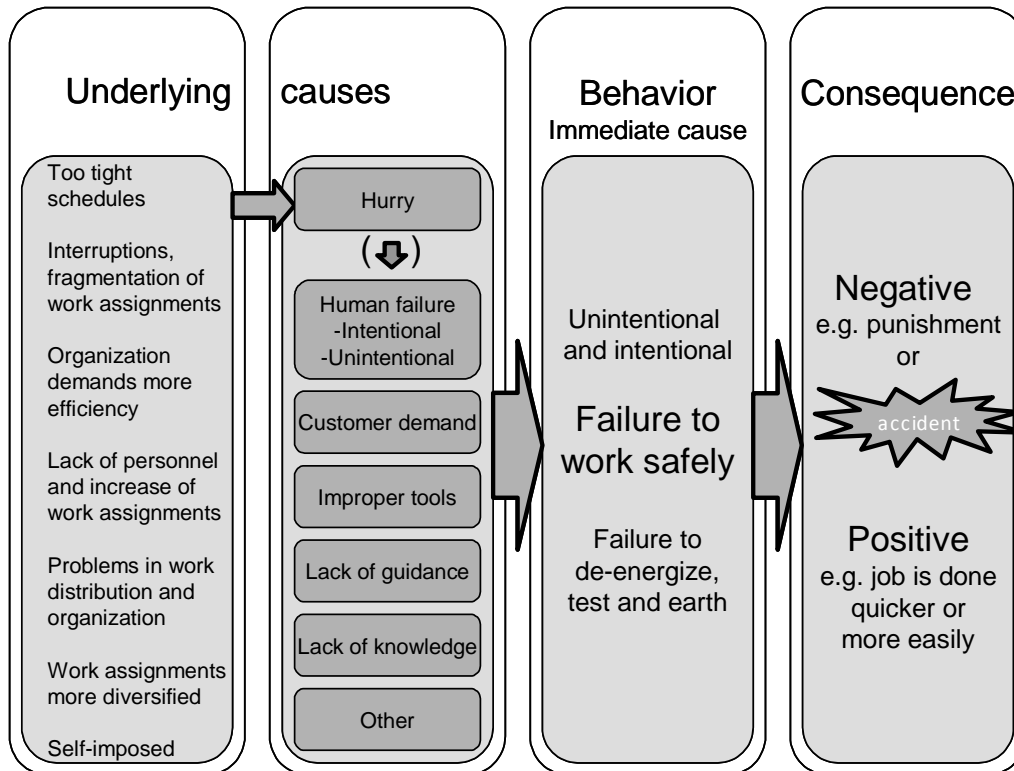 Underlying causes
Too tight
schedules
Interruptions,
fragmentation of
work assignments
Organization
demands more
efficiency
Lack of personnel
and increase of
work assignments
Problems in work
distribution and
organization
Work assignments
more diversified
Self-imposed
Hurry
( )
Human failure
-Intentional
-Unintentional
Customer demand
Improper tools
Lack of guidance
Lack of knowledge
Other
Behavior
Immediate cause
Unintentional
and intentional
Failure to
work safely
Failure to
de-energize,
test and earth
Consequence
Negative
e.g. punishment
or
accident
Positive
e.g. job is done
quicker or
more easily